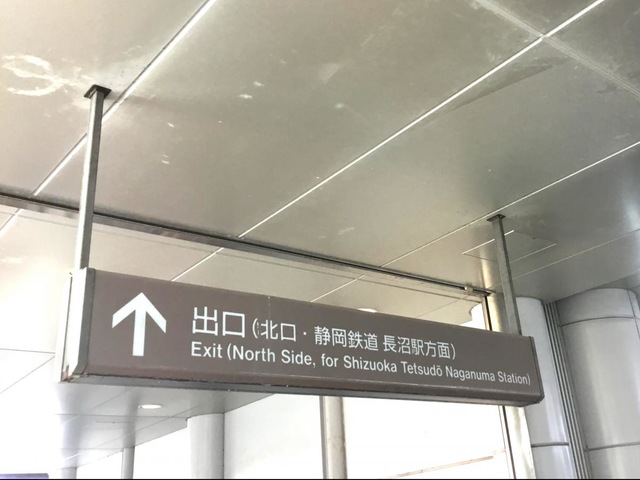 出口（北口・静岡鉄道 長沼駅方面）
Exit (North Side, for Shizuoka Tetsudō Naganuma Station)